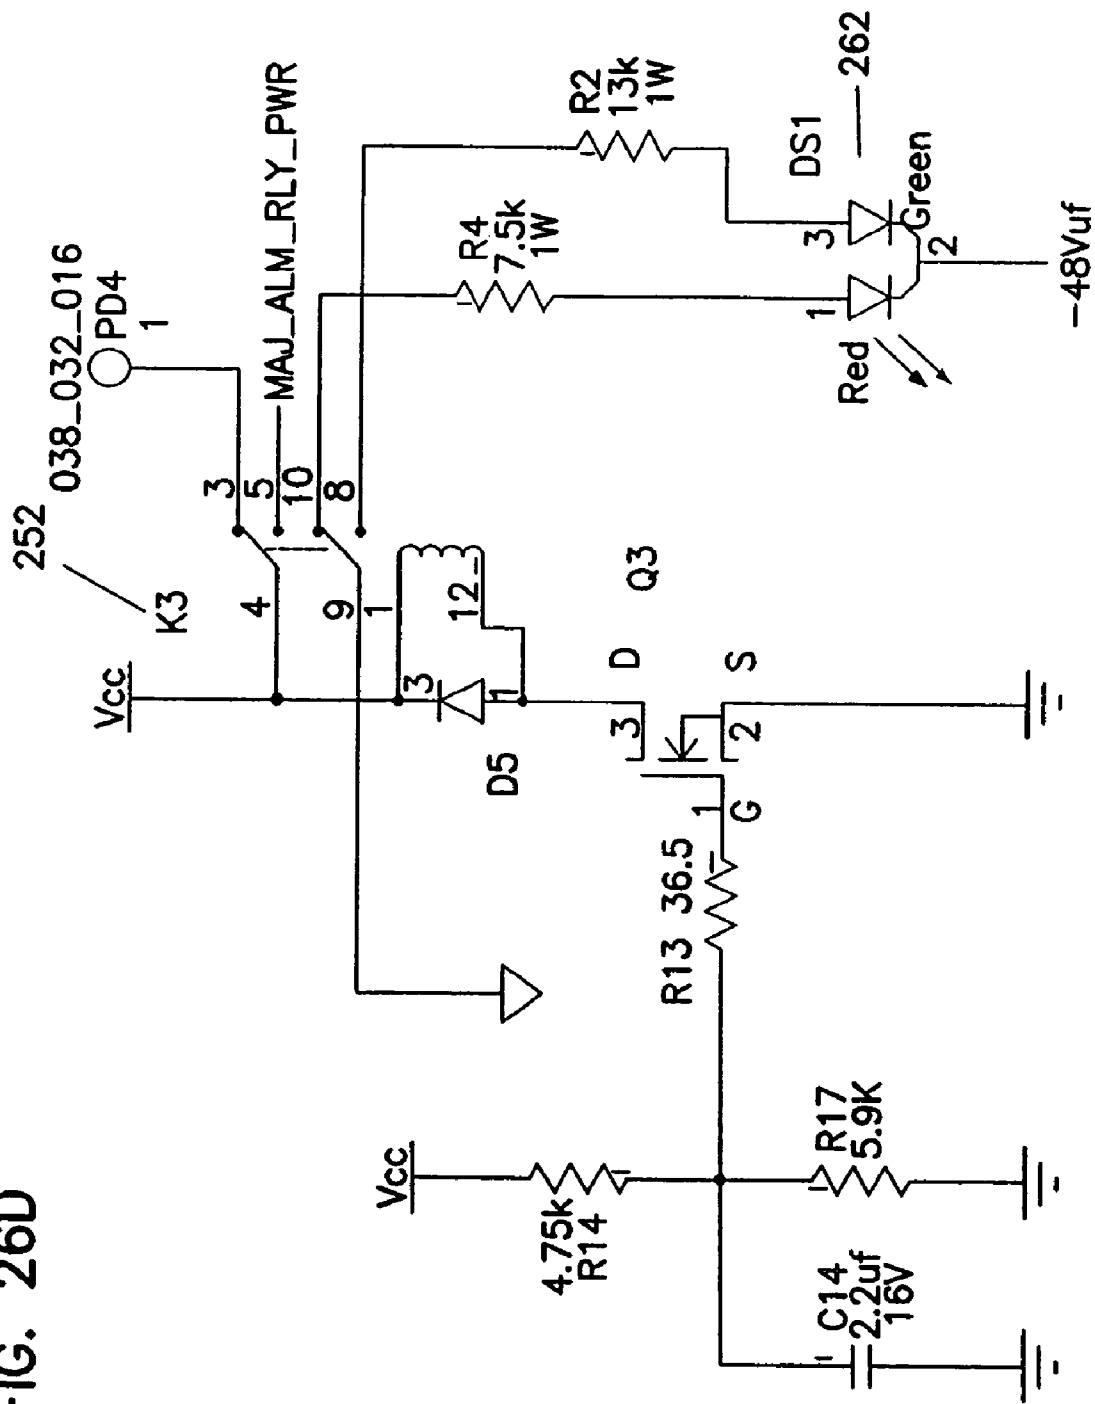 FIG. 26D
252
K3
038_032_016
PD4
1
Vcc
4
3
5
MAJ_ALM_RLY_PWR
10
9
8
1
12
3
1
D5
Q3
D
3
S
2
1
G
R13 36.5
Vcc
4.75k
R14
R17
5.9K
C14
2.2uf
16V
R4
7.5k
1W
R2
13k
1W
DS1
262
1
3
Red
Green
2
-48Vuf